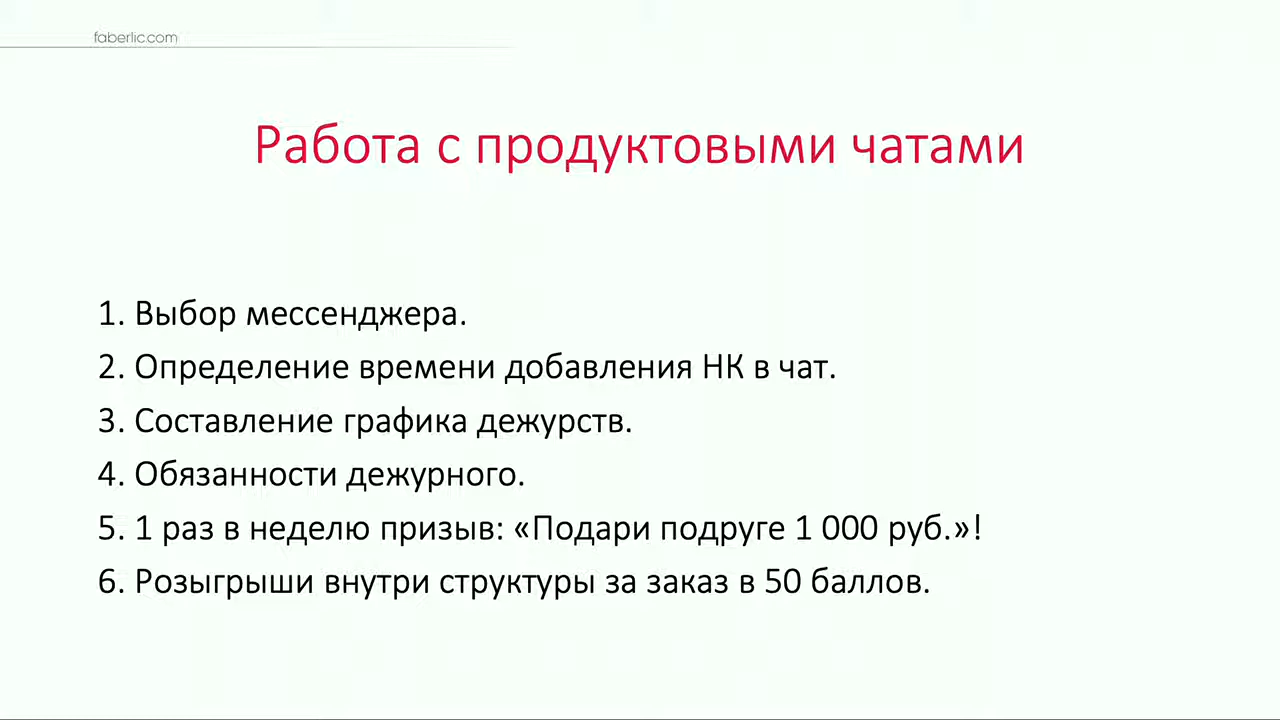 faberlic.com
Работа с продуктовыми чатами
1. Выбор мессенджера.
2. Определение времени добавления НК в чат.
3. Составление графика дежурств.
4. Обязанности дежурного.
5. 1 раз в неделю призыв: «Подари подруге 1 000 руб.»!
6. Розыгрыши внутри структуры за заказ в 50 баллов.